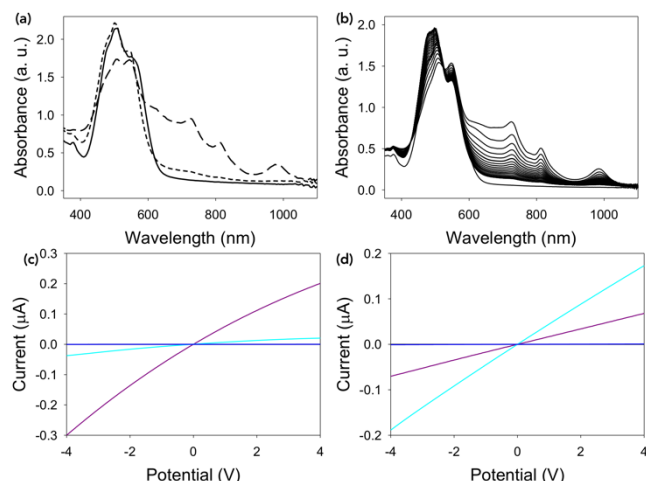 (a)
Absorbance (a. u.)
2.0
1.5
1.0
0.5
0.0
400 600 800 1000
Wavelength (nm)
(b)
Absorbance (a. u.)
2.0
1.5
1.0
0.5
0.0
400 600 800 1000
Wavelength (nm)
(c)
Current (μA)
0.3
0.2
0.1
0.0
-0.1
-0.2
-0.3
-4 -2 0 2 4
Potential (V)
(d)
Current (μA)
0.2
0.1
0.0
-0.1
-0.2
-4 -2 0 2 4
Potential (V)